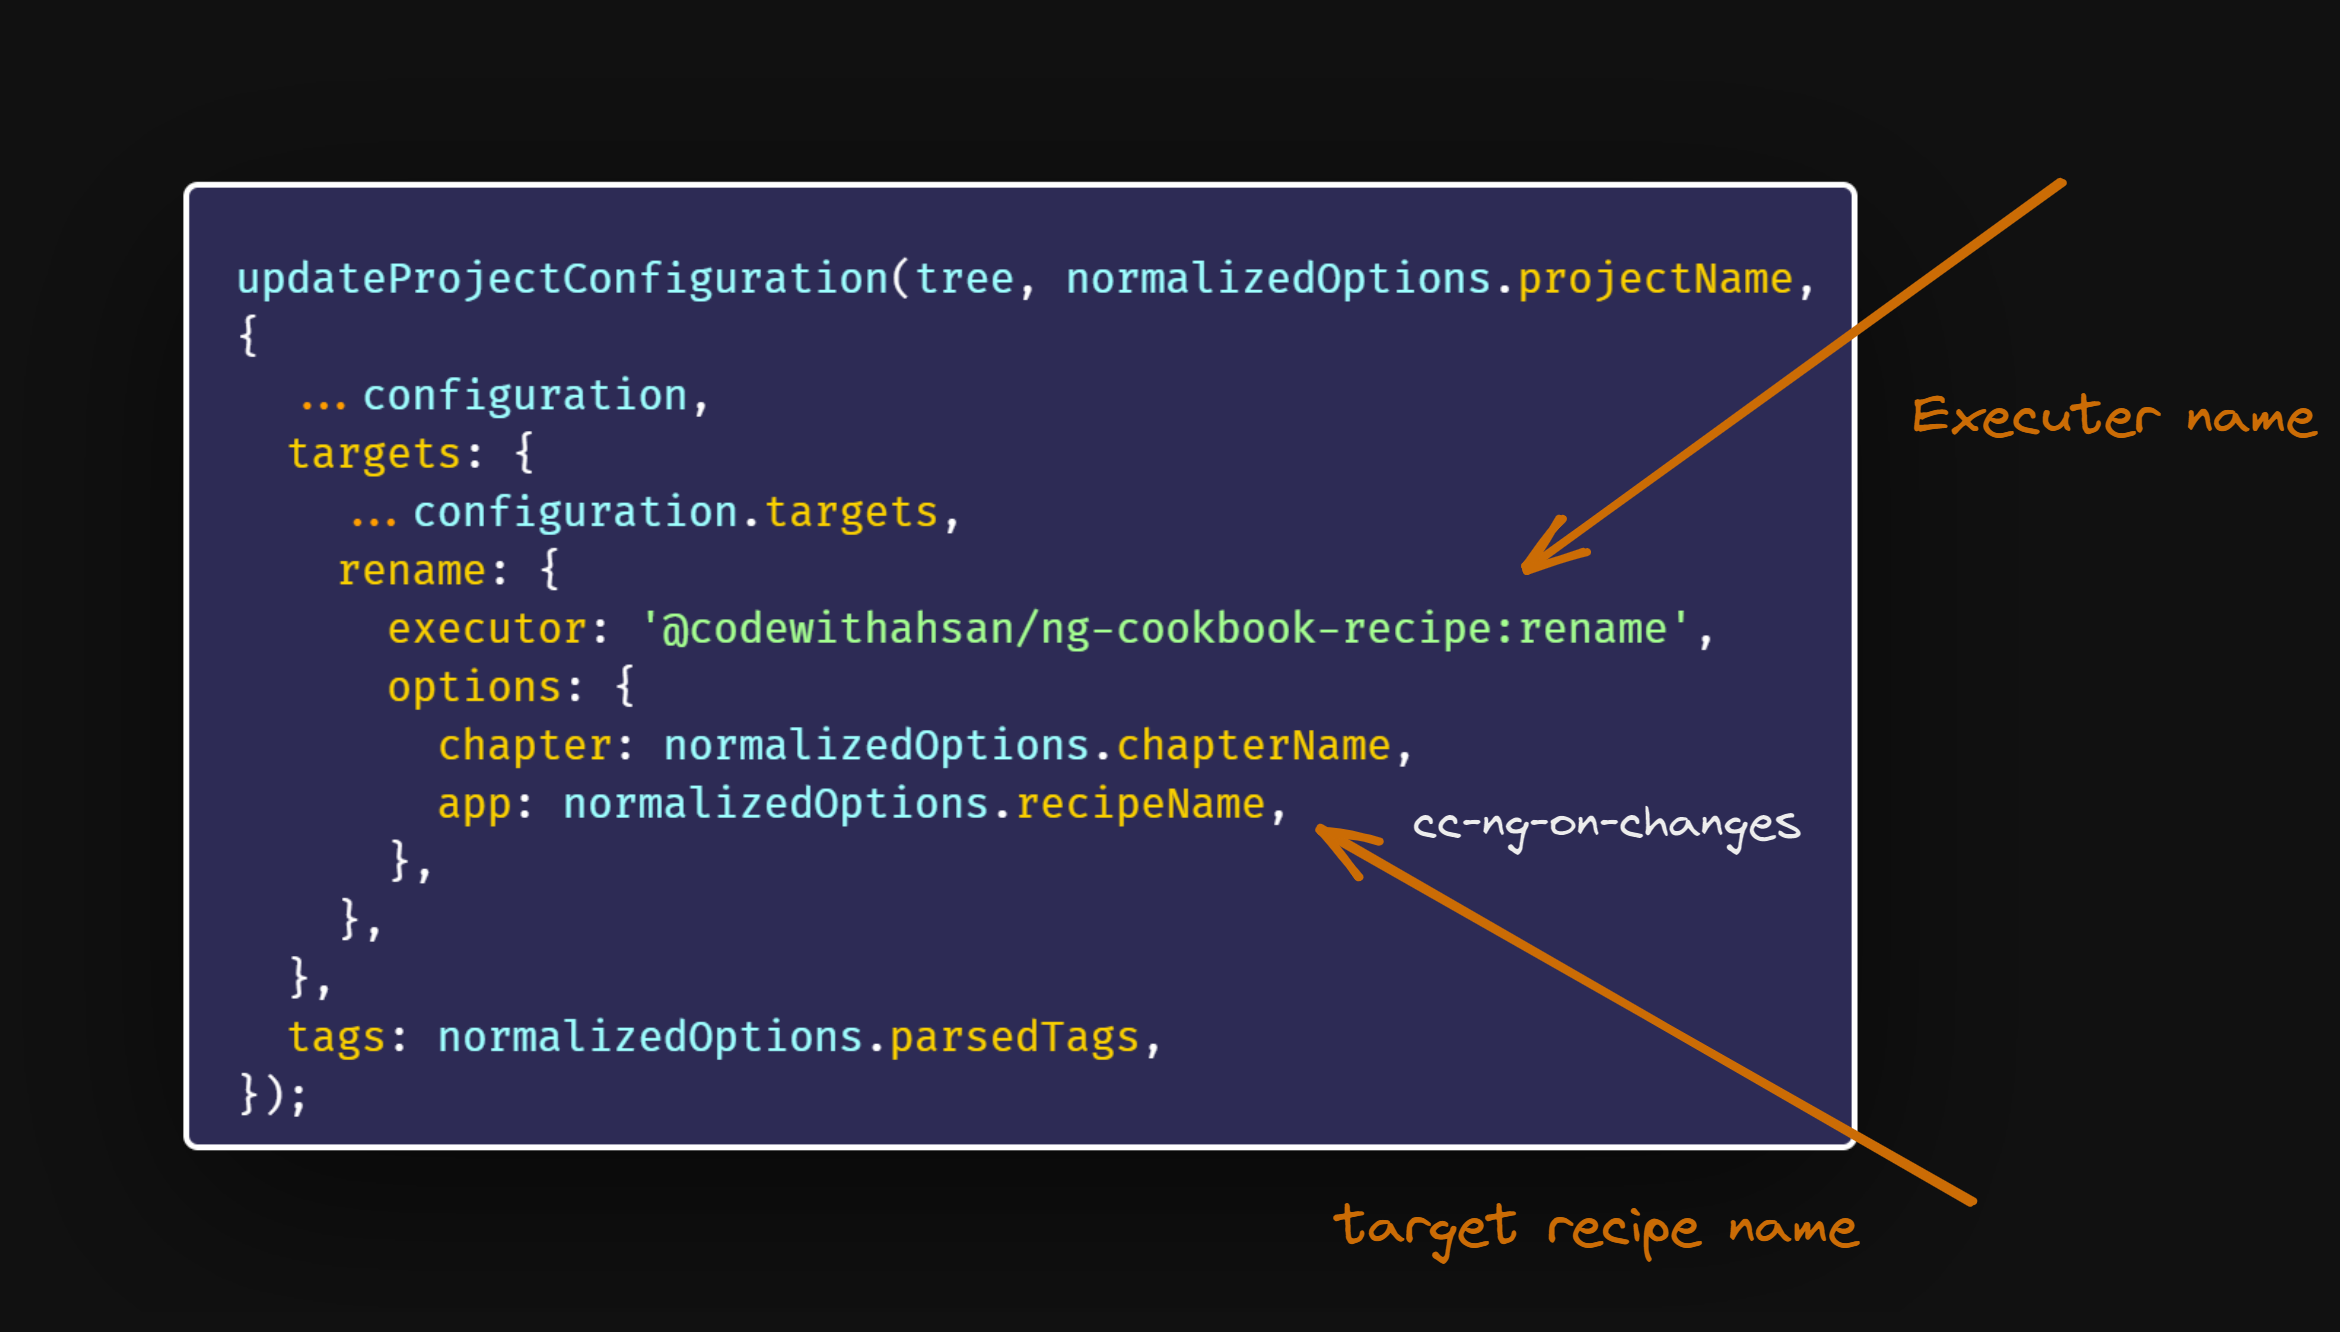 updateProjectConfiguration(tree, normalizedOptions.projectName,
{
...configuration,
targets: {
...configuration.targets,
rename: {
executor: '@codewithahsan/ng-cookbook-recipe:rename',
options: {
chapter: normalizedOptions.chapterName,
app: normalizedOptions.recipeName,
},
},
},
tags: normalizedOptions.parsedTags,
});
Executer name
cc-ng-on-changes
target recipe name